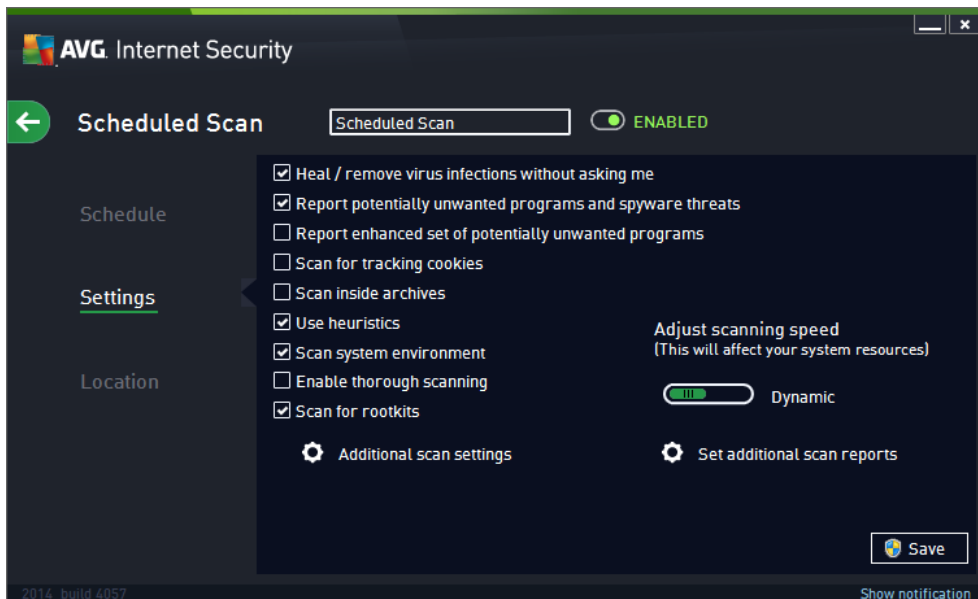 AVG. Internet Security
Scheduled Scan
Scheduled Scan
ENABLED
Schedule
Settings
Location
Heal / remove virus infections without asking me
Report potentially unwanted programs and spyware threats
Report enhanced set of potentially unwanted programs
Scan for tracking cookies
Scan inside archives
Use heuristics
Scan system environment
Enable thorough scanning
Scan for rootkits
Additional scan settings
Adjust scanning speed
(This will affect your system resources)
Dynamic
Set additional scan reports
Save
2014 build 4057
Show notification